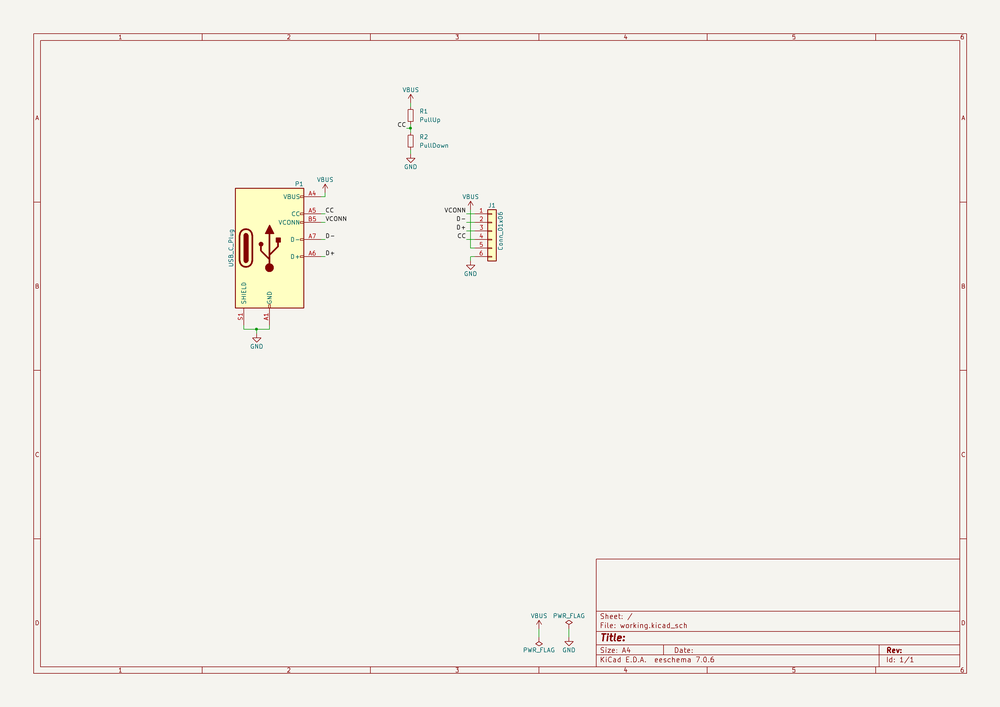 1 2 3 4 5 6
A A
VBUS
R1
PullUp
CC
R2
PullDown
GND
P1
VBUS
VBUS A4
CC A5 CC
VCONN B5 VCONN
D- A7 D-
D+ A6 D+
USB_C_Plug
SHIELD
GND
S1
A1
GND
VBUS
J1
VCONN 1
D- 2
D+ 3
CC 4
5
6
Conn_01x06
GND
B B
C C
D D
VBUS PWR_FLAG
PWR_FLAG GND
Sheet: /
File: working.kicad_sch
Title:
Size: A4 Date: Rev:
KiCad E.D.A. eeschema 7.0.6 Id: 1/1
1 2 3 4 5 6